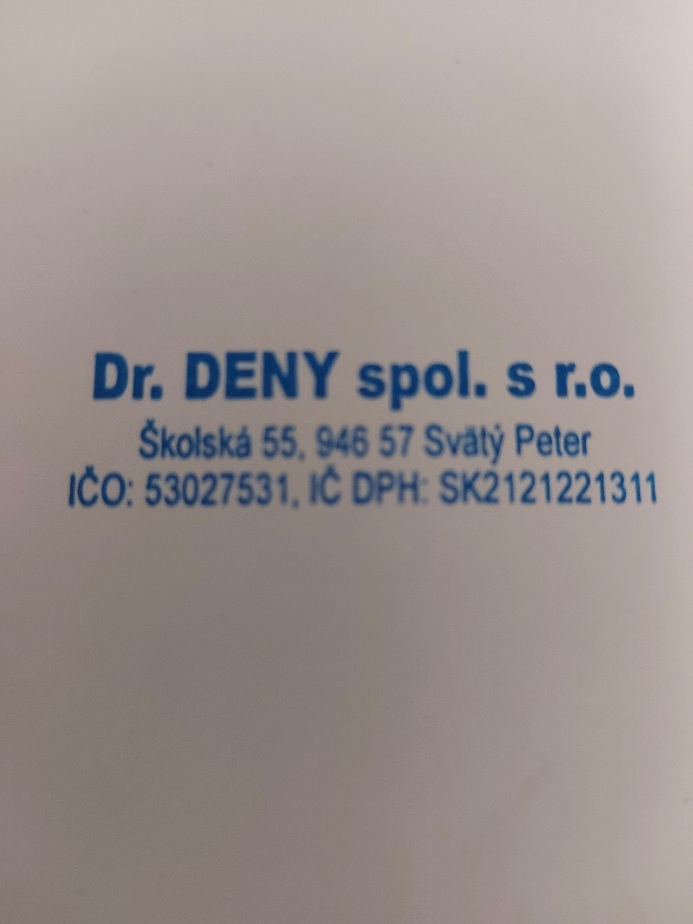 Dr. DENY spol. s r.o.
Školská 55, 946 57 Svätý Peter
IČO: 53027531, IČ DPH: SK2121221311